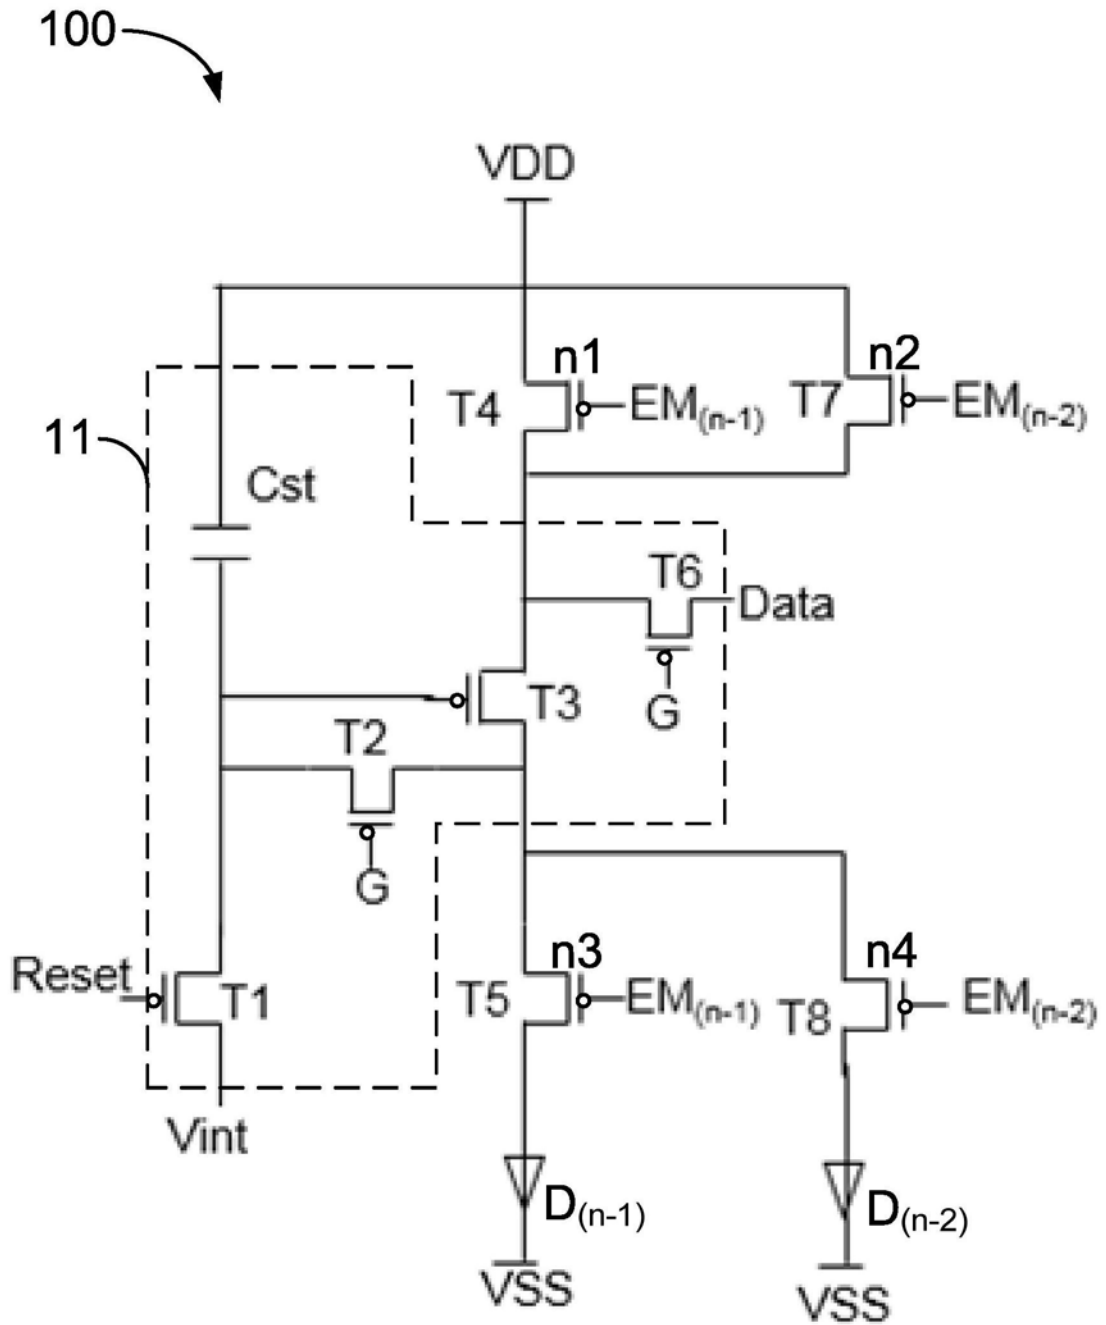 100
VDD
n1
n2
T4
EM(n-1)
T7
EM(n-2)
11
Cst
T6
Data
T3
G
T2
G
n3
n4
Reset
T1
T5
EM(n-1)
T8
EM(n-2)
Vint
D(n-1)
D(n-2)
VSS
VSS